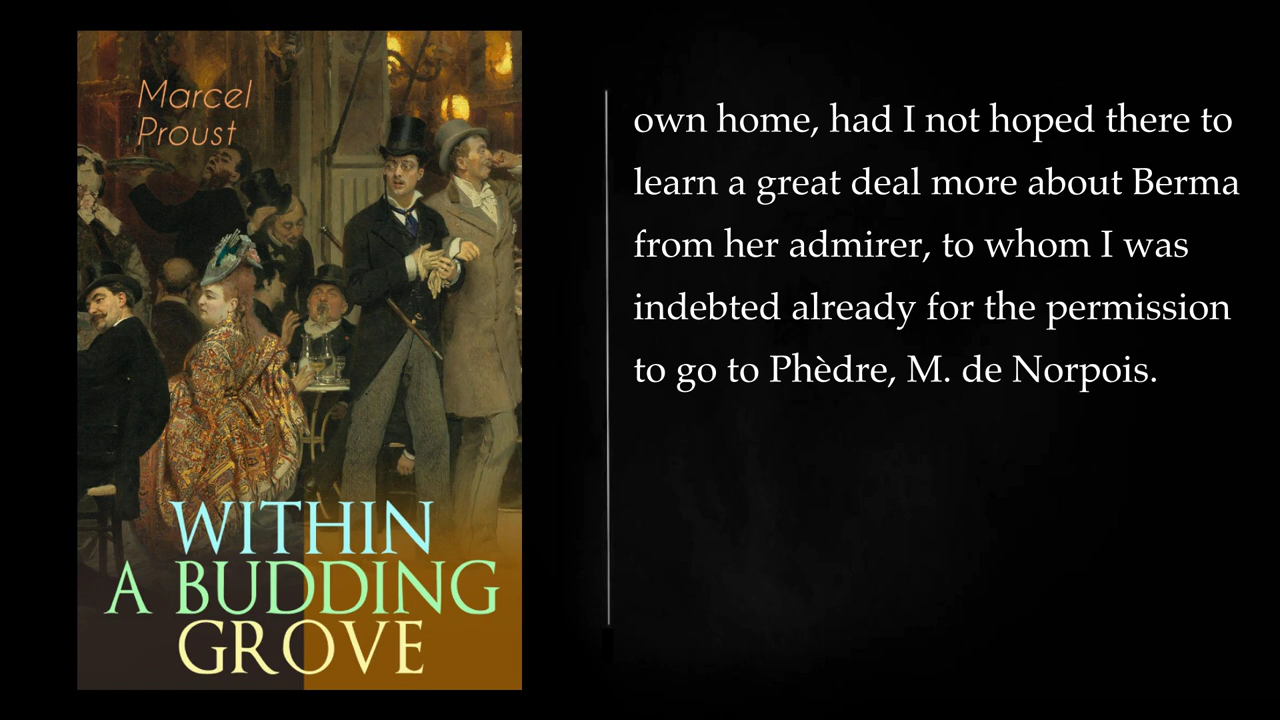 Marcel
Proust
WITHIN
A BUDDING
GROVE
own home, had I not hoped there to
learn a great deal more about Berma
from her admirer, to whom I was
indebted already for the permission
to go to Phèdre, M. de Norpois.